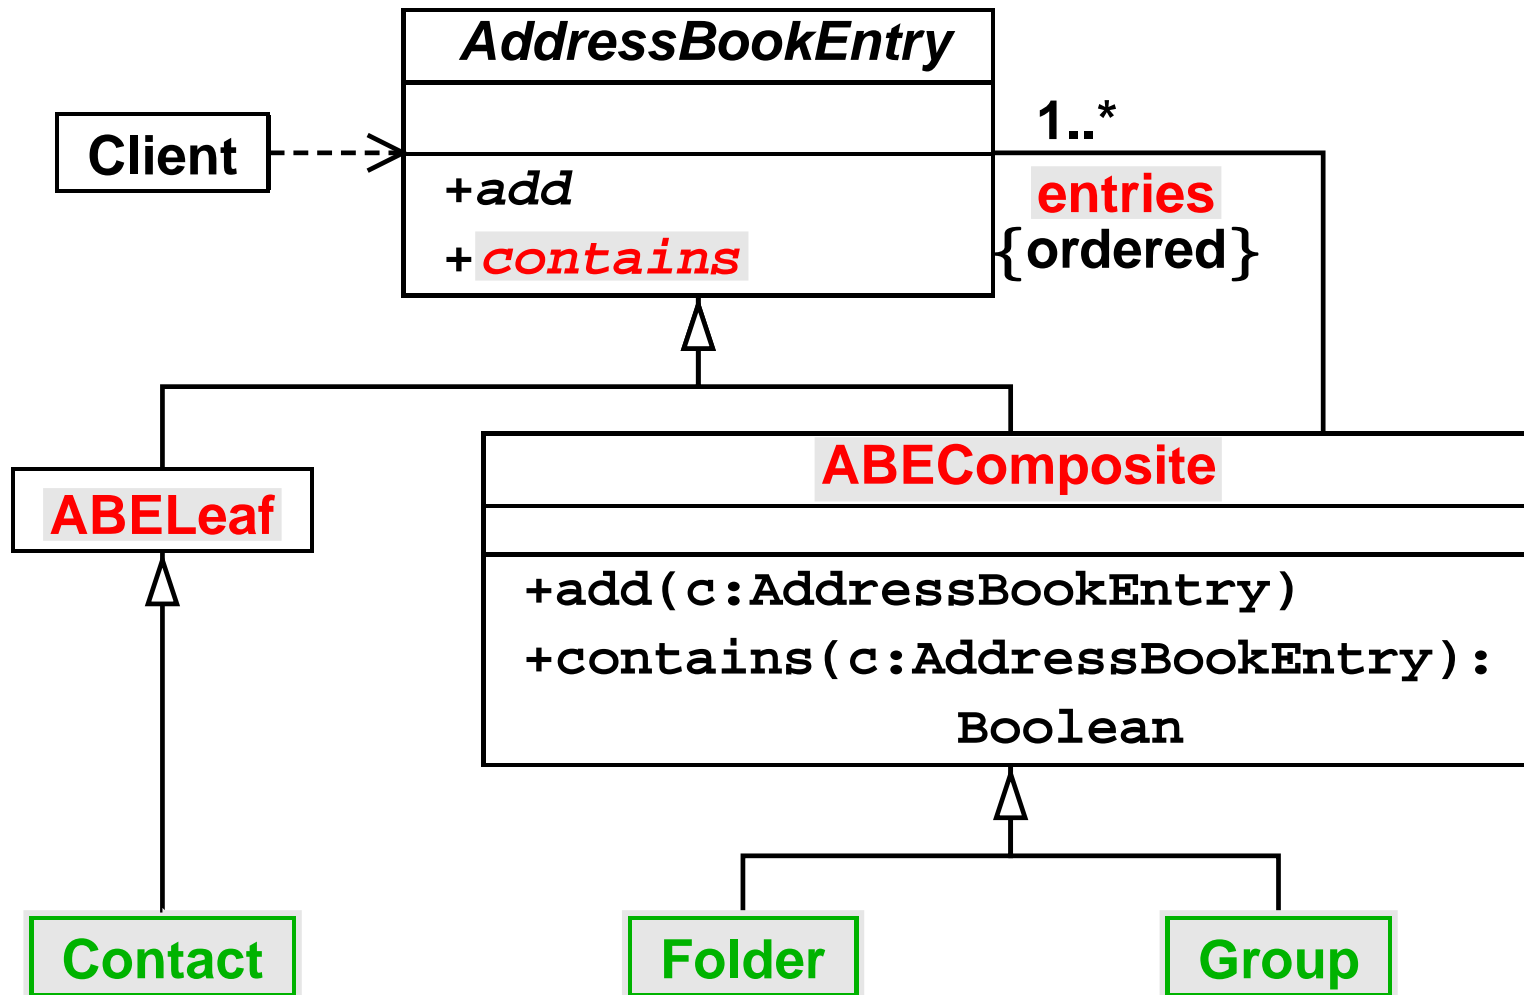 AddressBookEntry
Client
1..*
+add
entries
+contains
{ordered}
ABELeaf
ABEComposite
+add(c:AddressBookEntry)
+contains(c:AddressBookEntry):
Boolean
Contact
Folder
Group